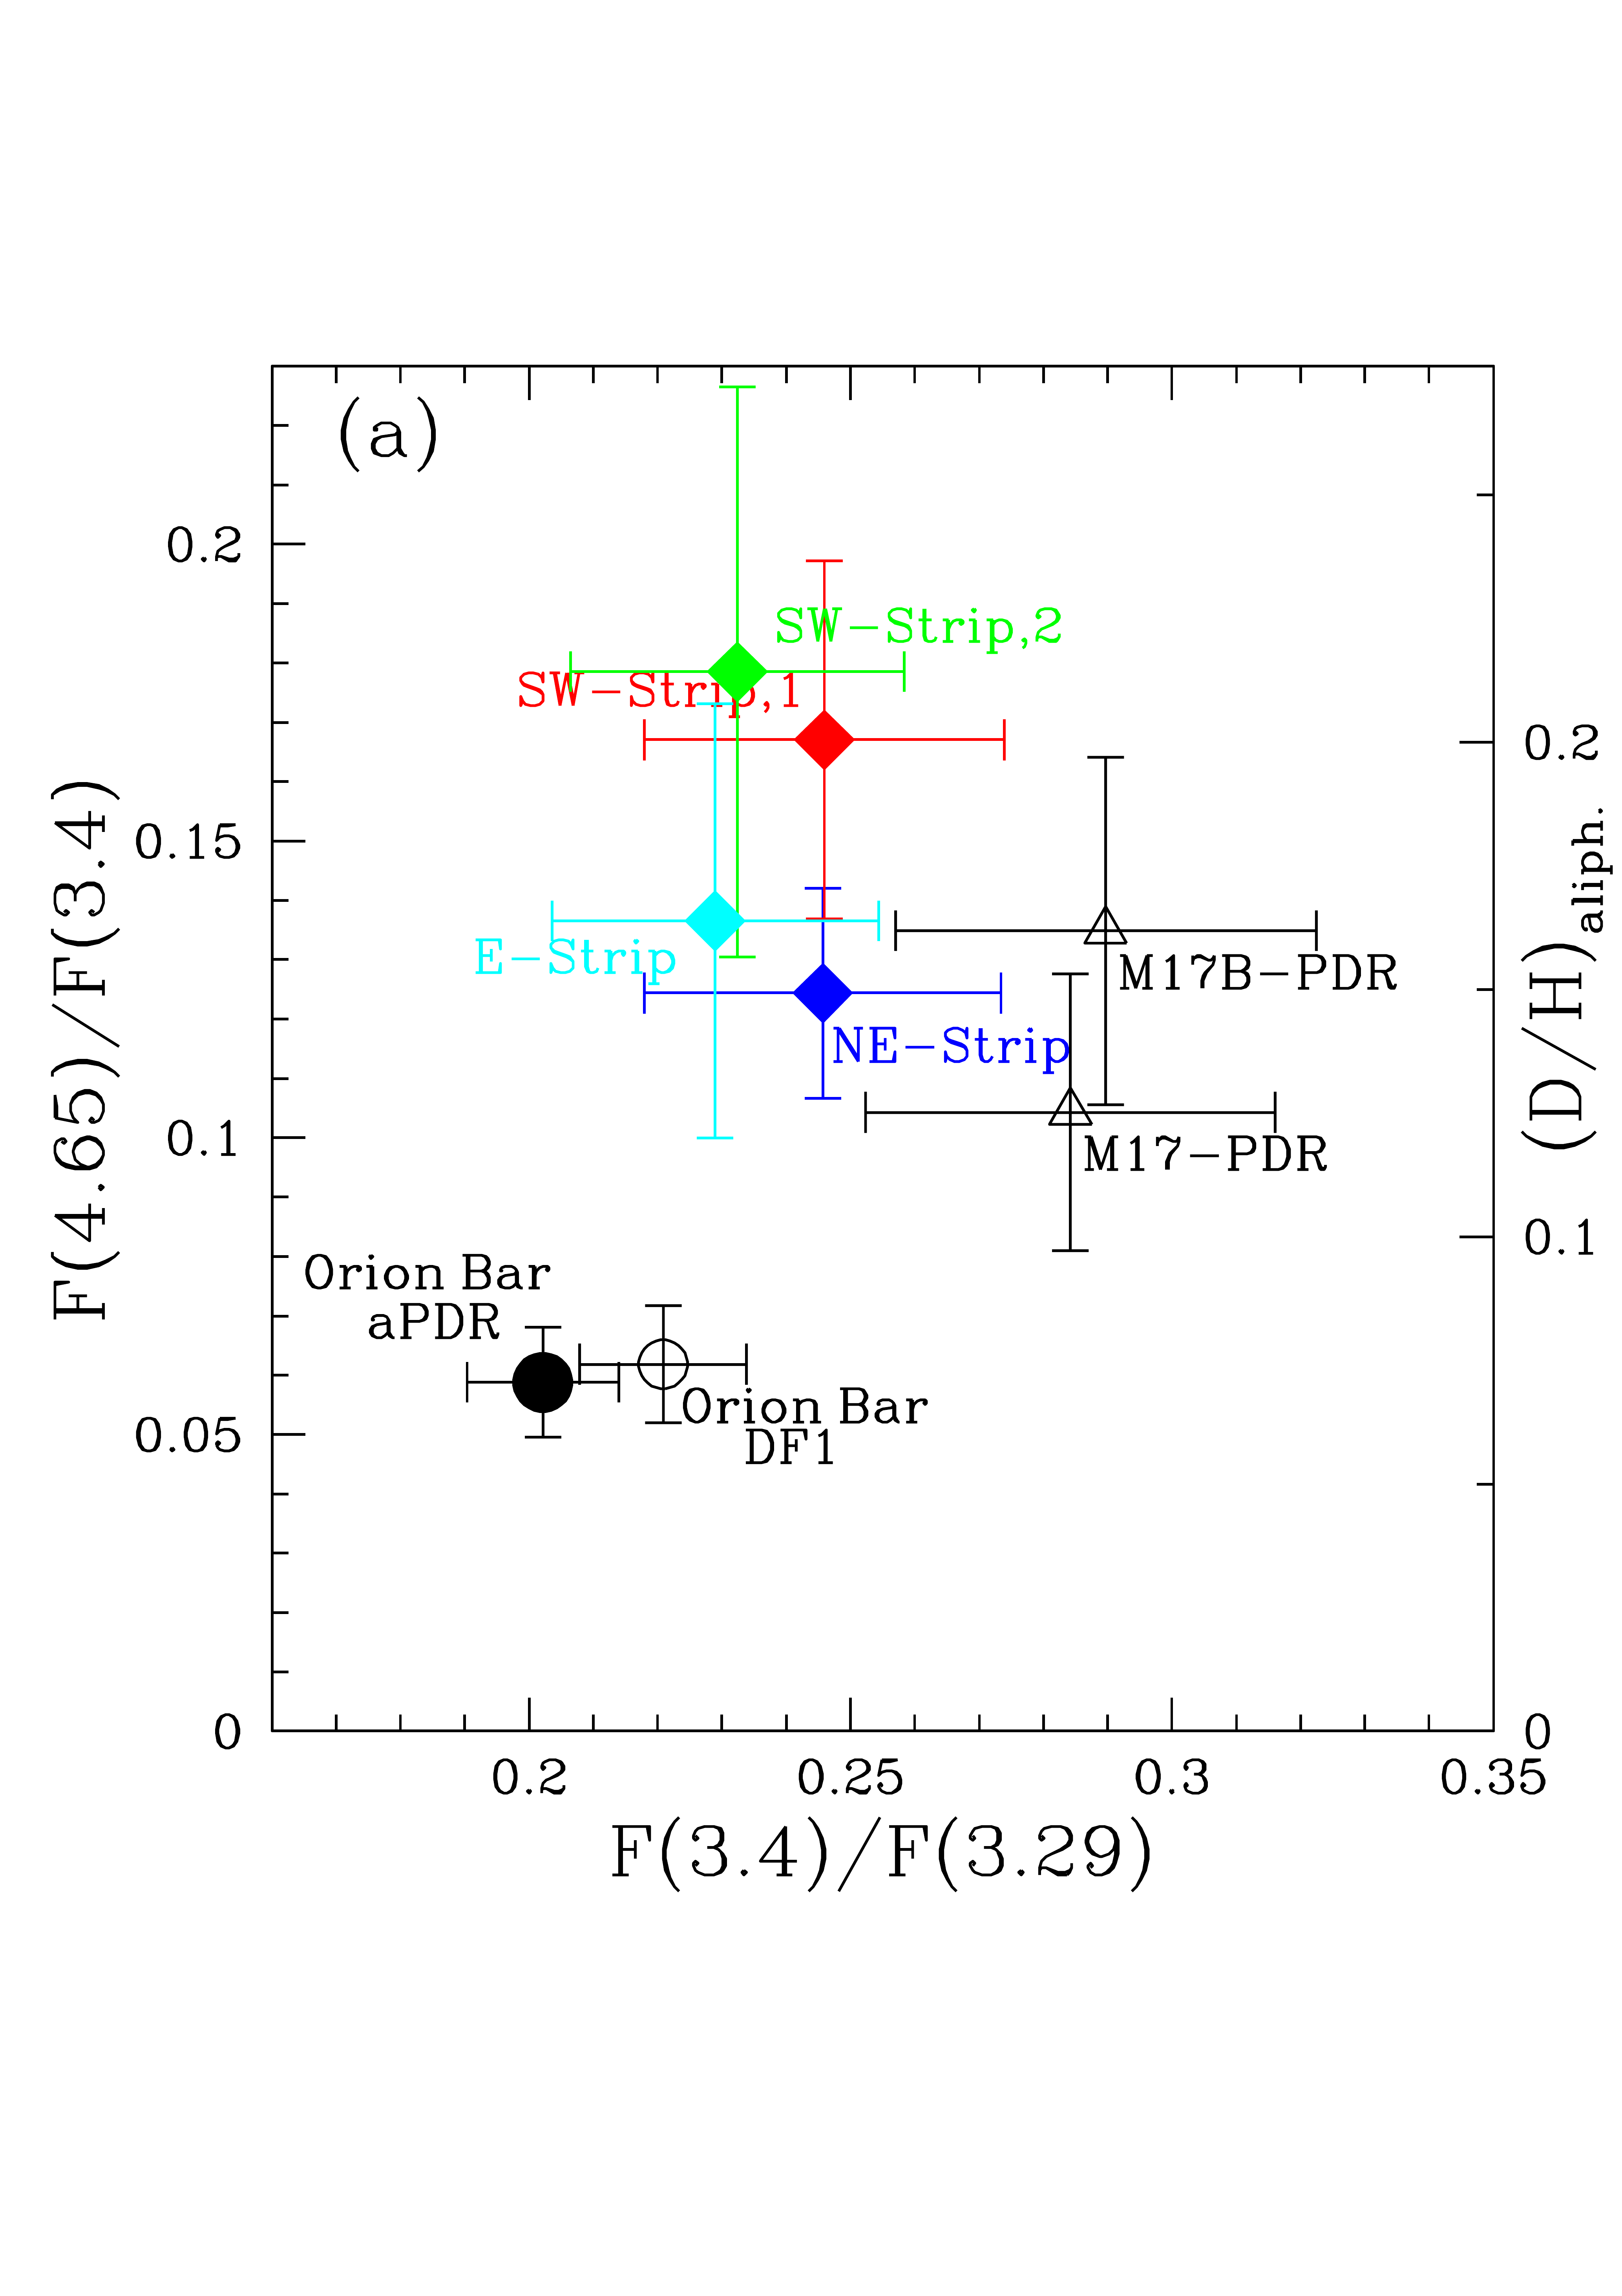 (a)
0.2
SW-Strip,2
SW-Strip,1
0.2
0.15
E-Strip
M17B-PDR
NE-Strip
0.1
M17-PDR
0.1
Orion Bar
aPDR
Orion Bar
DF1
0.05
0
0
0.2
0.25
0.3
0.35
F(3.4)/F(3.29)
F(4.65)/F(3.4)
(D/H)aliph.